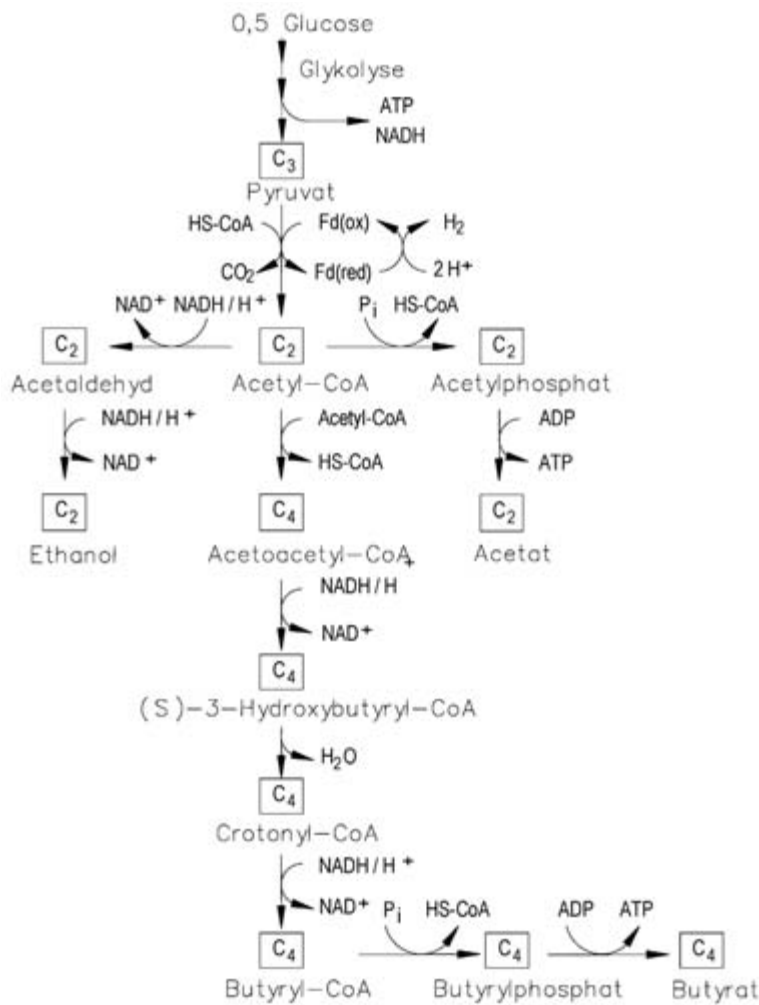 0,5 Glucose
Glykolyse
ATP
NADH
C3
Pyruvat
HS-CoA Fd(ox) H2
CO2 Fd(red) 2H+
NAD+ NADH/H+ Pi HS-CoA
C2 C2 C2
Acetaldehyd Acetyl-CoA Acetylphosphat
NADH/H+ Acetyl-CoA ADP
NAD+ HS-CoA ATP
C2 C4 C2
Ethanol Acetoacetyl-CoA Acetat
NADH/H+
NAD+
C4
(S)-3-Hydroxybutyryl-CoA
H2O
C4
Crotonyl-CoA
NADH/H+
NAD+ Pi HS-CoA ADP ATP
C4 C4 C4
Butyryl-CoA Butyrylphosphat Butyrat